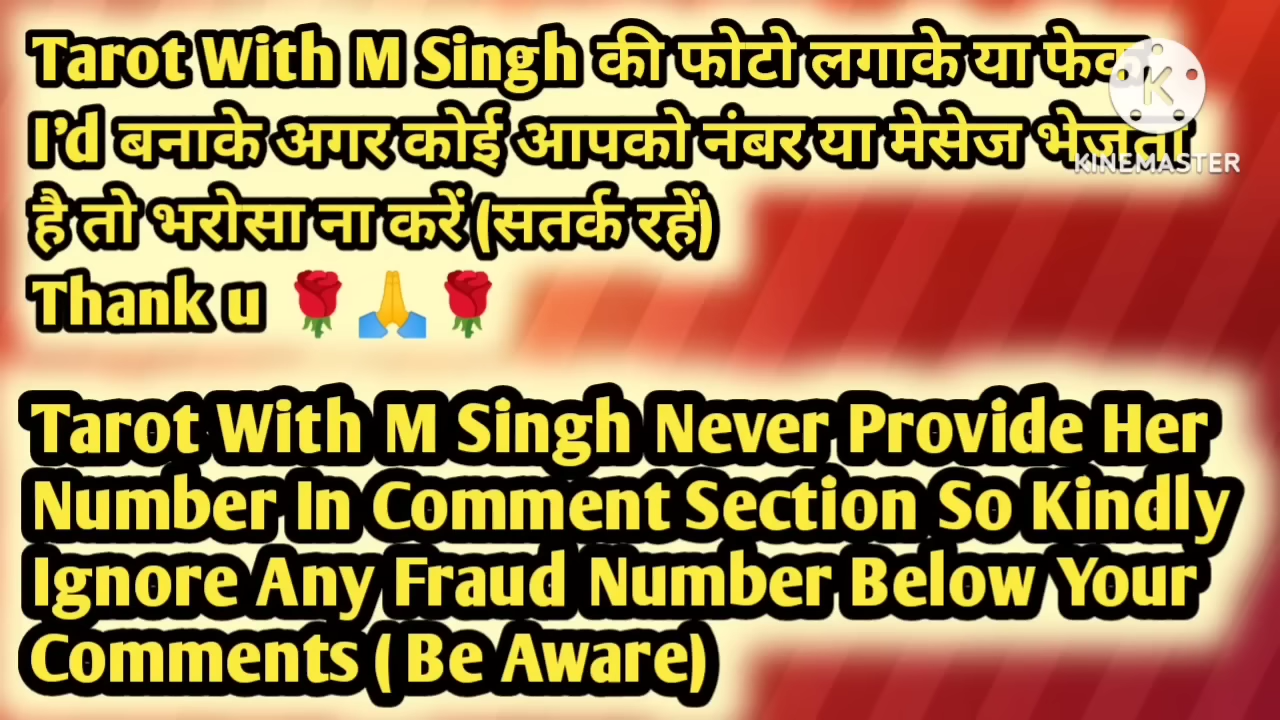 Tarot With M Singh की फोटो लगाके या फेक
I'd बनाके अगर कोई आपको नंबर या मेसेज भेजता
है तो भरोसा ना करें (सतर्क रहें)
Thank u 🌹🙏🌹
Tarot With M Singh Never Provide Her
Number In Comment Section So Kindly
Ignore Any Fraud Number Below Your
Comments ( Be Aware)
K
KINEMASTER